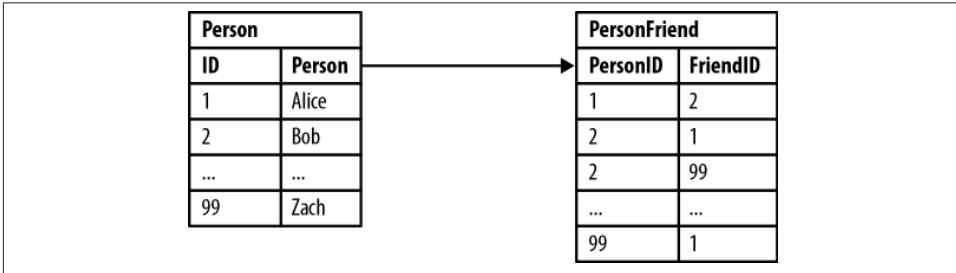 Person
ID Person
1 Alice
2 Bob
... ...
99 Zach
PersonFriend
PersonID FriendID
1 2
2 1
2 99
... ...
99 1